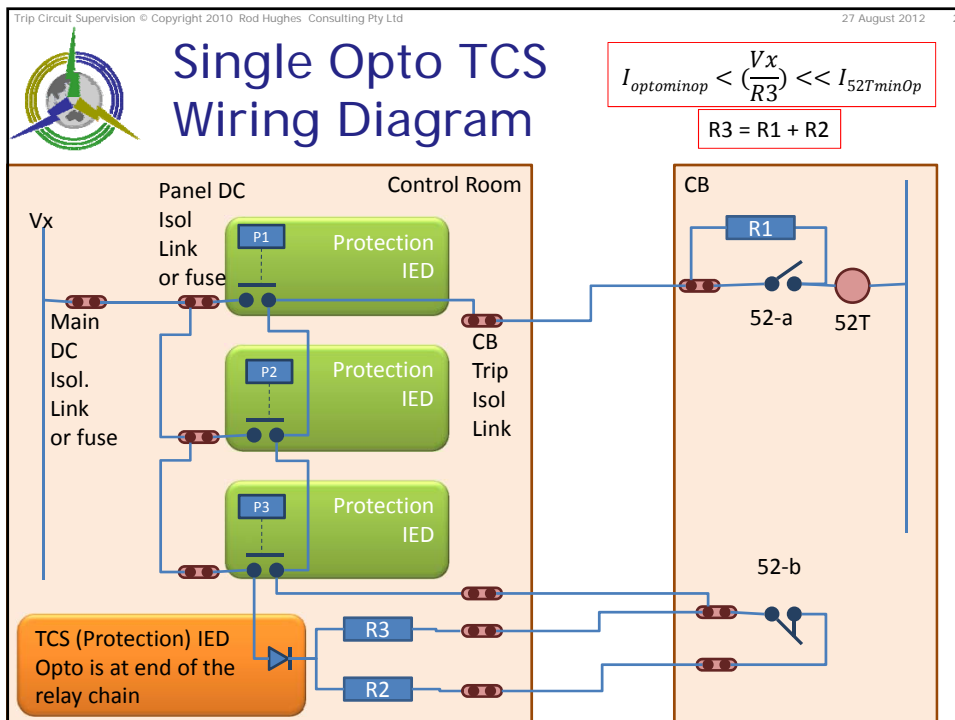 Trip Circuit Supervision © Copyright 2010 Rod Hughes Consulting Pty Ltd
27 August 2012
2
Single Opto TCS
Wiring Diagram
I_optominop < (Vx/R3) << I_52TminOp
R3 = R1 + R2
Control Room
CB
Vx
Panel DC
Isol
Link
or fuse
P1
Protection
IED
R1
52-a
52T
Main
DC
Isol.
Link
or fuse
CB
Trip
Isol
Link
P2
Protection
IED
P3
Protection
IED
52-b
TCS (Protection) IED
Opto is at end of the
relay chain
R3
R2